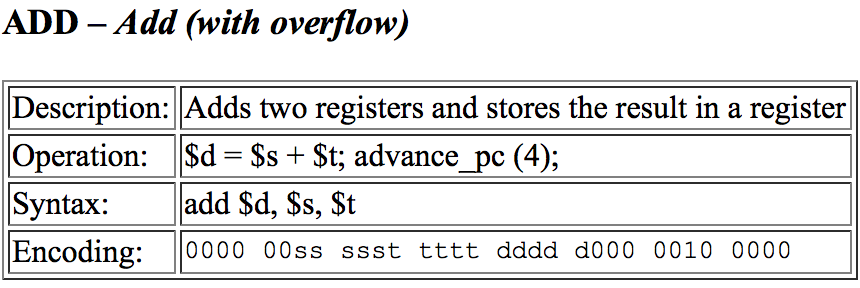 ADD – Add (with overflow)
Description: Adds two registers and stores the result in a register
Operation: $d = $s + $t; advance_pc (4);
Syntax: add $d, $s, $t
Encoding: 0000 00ss ssst tttt dddd d000 0010 0000